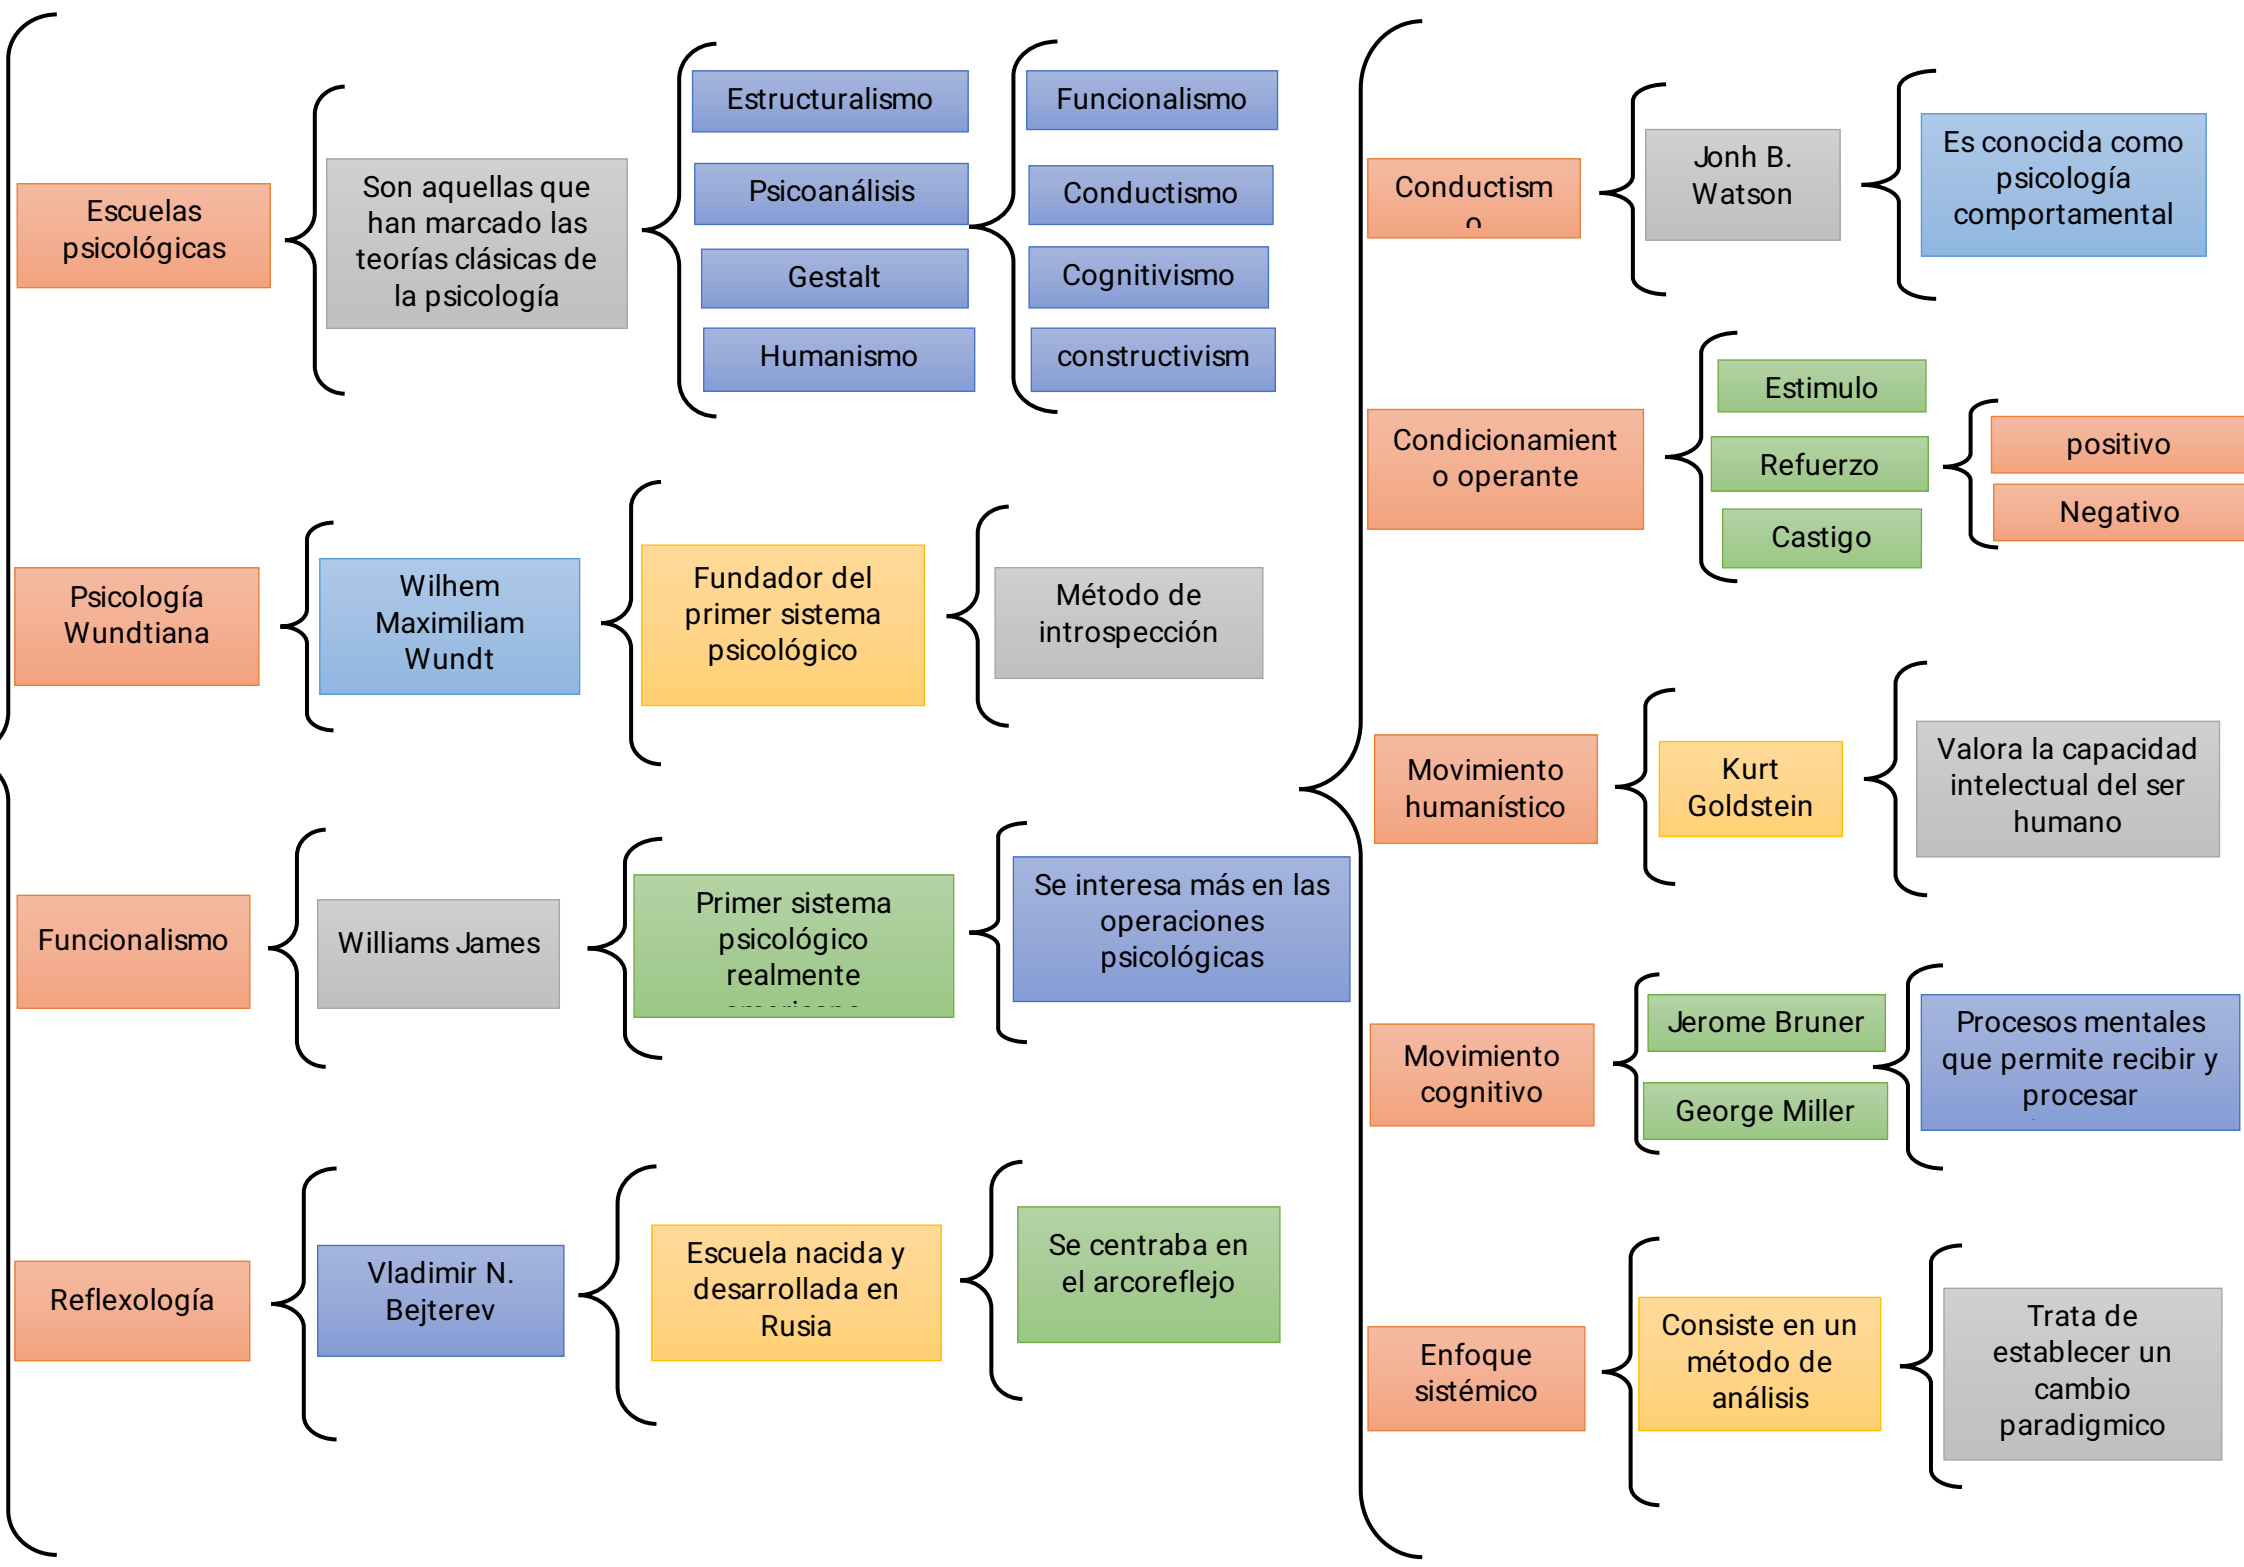 Escuelas
psicológicas
Son aquellas que
han marcado las
teorías clásicas de
la psicología
Estructuralismo
Psicoanálisis
Gestalt
Humanismo
Funcionalismo
Conductismo
Cognitivismo
constructivism
Psicología
Wundtiana
Wilhem
Maximiliam
Wundt
Fundador del
primer sistema
psicológico
Método de
introspección
Funcionalismo
Williams James
Primer sistema
psicológico
realmente
Se interesa más en las
operaciones
psicológicas
Reflexología
Vladimir N.
Bejterev
Escuela nacida y
desarrollada en
Rusia
Se centraba en
el arcoreflejo
Conductism
o
Jonh B.
Watson
Es conocida como
psicología
comportamental
Condicionamient
o operante
Estimulo
Refuerzo
Castigo
positivo
Negativo
Movimiento
humanístico
Kurt
Goldstein
Valora la capacidad
intelectual del ser
humano
Movimiento
cognitivo
Jerome Bruner
George Miller
Procesos mentales
que permite recibir y
procesar
Enfoque
sistémico
Consiste en un
método de
análisis
Trata de
establecer un
cambio
paradigmico